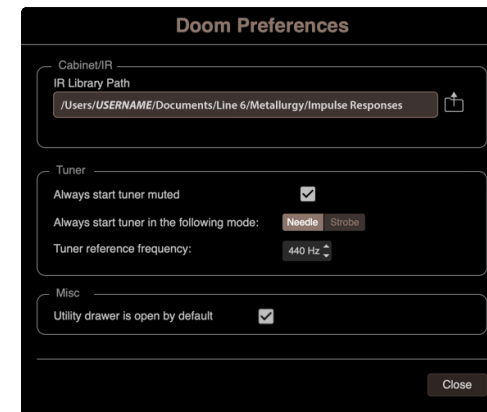 Doom Preferences
Cabinet/IR
IR Library Path
/Users/USERNAME/Documents/Line 6/Metallurgy/Impulse Responses
Tuner
Always start tuner muted
Always start tuner in the following mode: Needle Strobe
Tuner reference frequency: 440 Hz
Misc
Utility drawer is open by default
Close